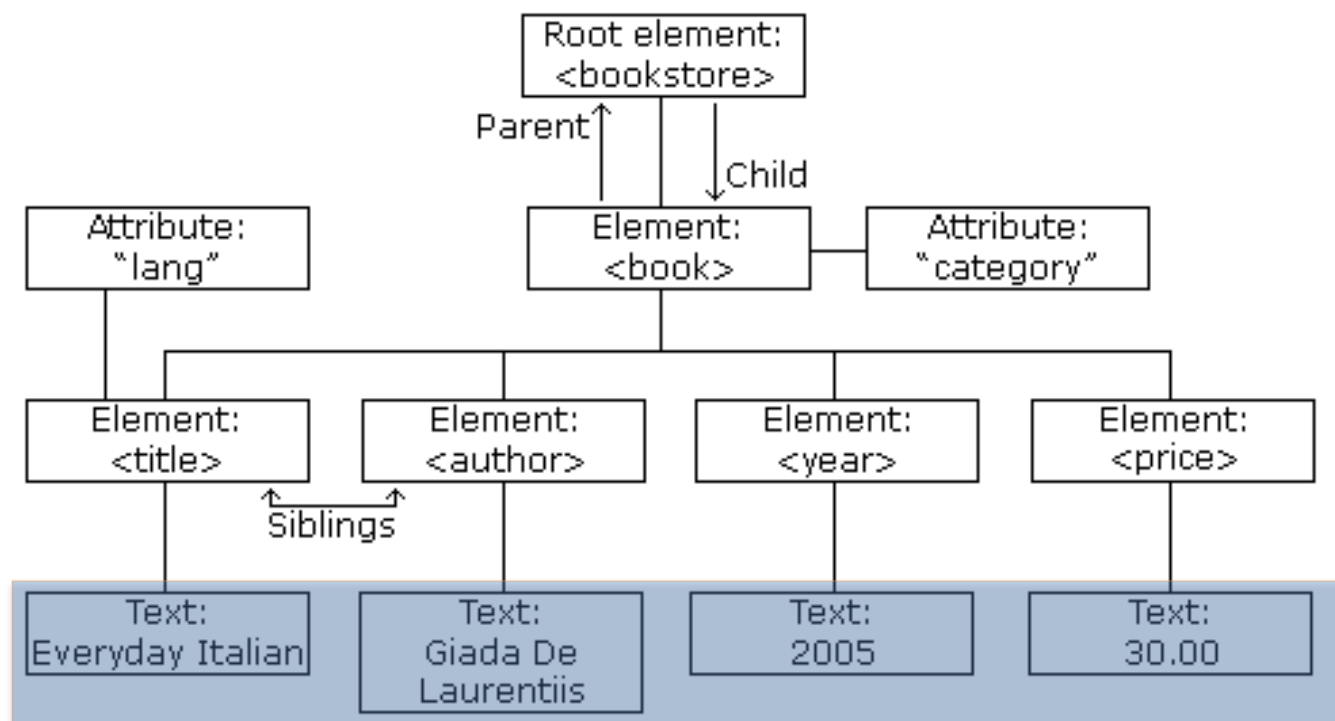 Root element:
<bookstore>
Parent
Child
Attribute:
“lang”
Element:
<book>
Attribute:
“category”
Element:
<title>
Element:
<author>
Element:
<year>
Element:
<price>
Siblings
Text:
Everyday Italian
Text:
Giada De
Laurentiis
Text:
2005
Text:
30.00